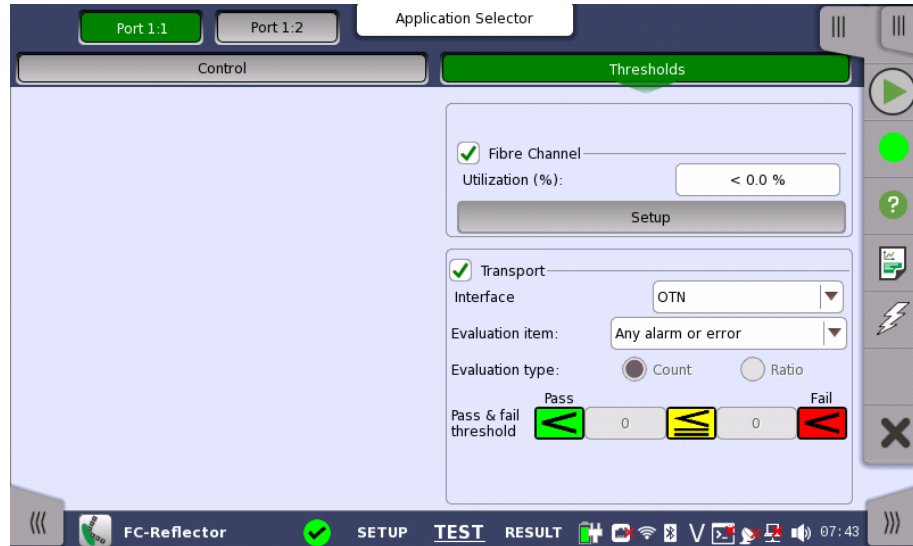 Port 1:1
Port 1:2
Application Selector
Control
Thresholds
Fibre Channel
Utilization (%):
< 0.0 %
Setup
Transport
Interface
OTN
Evaluation item:
Any alarm or error
Evaluation type:
Count
Ratio
Pass
Fail
Pass & fail
threshold
0
0
FC-Reflector
SETUP
TEST
RESULT
07:43